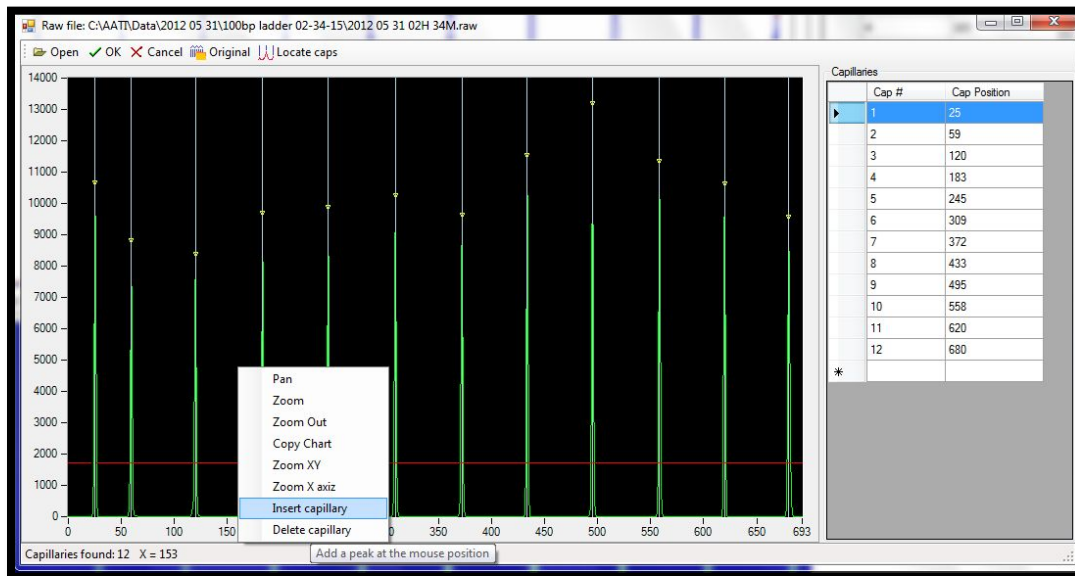 Raw file: C:\AATI\Data\2012 05 31\100bp ladder 02-34-15\2012 05 31 02H 34M.raw
Open OK Cancel Original Locate caps
Capillaries
Cap # Cap Position
1 25
2 59
3 120
4 183
5 245
6 309
7 372
8 433
9 495
10 558
11 620
12 680
*
14000
13000
12000
11000
10000
9000
8000
7000
6000
5000
4000
3000
2000
1000
0
Pan
Zoom
Zoom Out
Copy Chart
Zoom XY
Zoom X axiz
Insert capillary
Delete capillary
0 50 100 150 350 400 450 500 550 600 650 693
Capillaries found: 12 X = 153
Add a peak at the mouse position